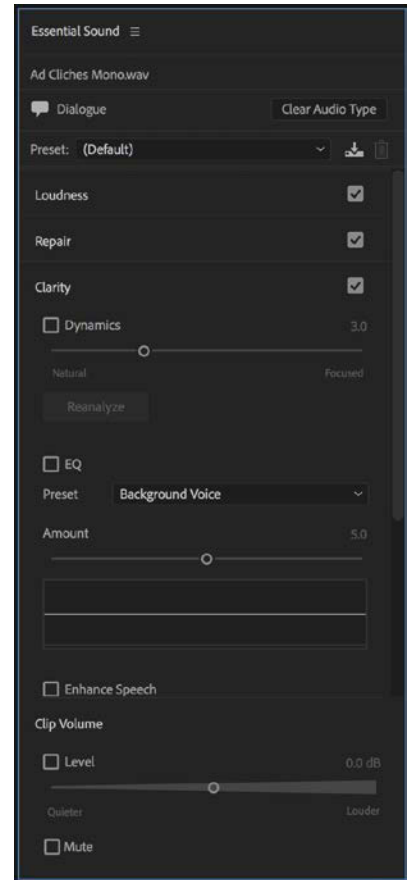 Essential Sound
Ad Cliches Mono.wav
Dialogue Clear Audio Type
Preset: (Default)
Loudness
Repair
Clarity
Dynamics 3.0
Natural Focused
Reanalyze
EQ
Preset Background Voice
Amount 5.0
Enhance Speech
Clip Volume
Level 0.0 dB
Quieter Louder
Mute